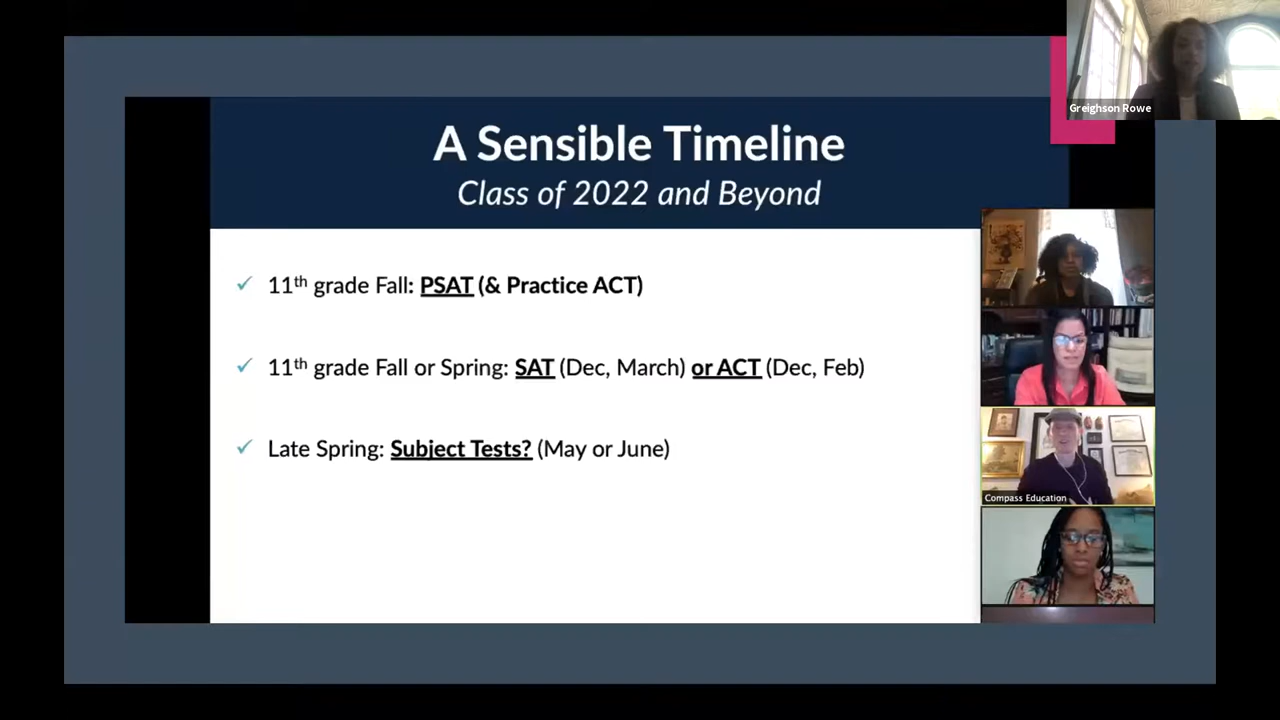 Greighson Rowe
A Sensible Timeline
Class of 2022 and Beyond
11th grade Fall: PSAT (& Practice ACT)
11th grade Fall or Spring: SAT (Dec, March) or ACT (Dec, Feb)
Late Spring: Subject Tests? (May or June)
Compass Education